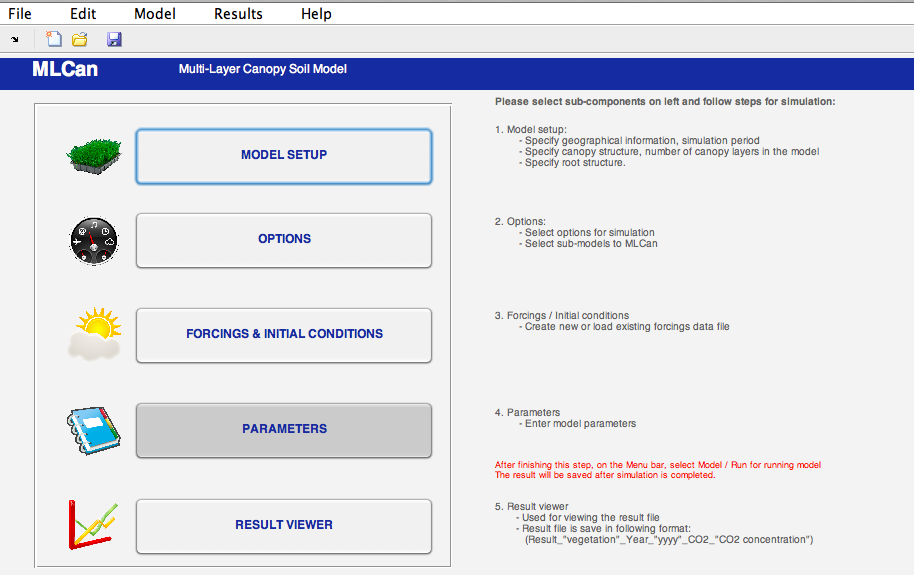 File Edit Model Results Help
MLCan Multi-Layer Canopy Soil Model
Please select sub-components on left and follow steps for simulation:
MODEL SETUP
1. Model setup:
- Specify geographical information, simulation period
- Specify canopy structure, number of canopy layers in the model
- Specify root structure.
OPTIONS
2. Options:
- Select options for simulation
- Select sub-models to MLCan
FORCINGS & INITIAL CONDITIONS
3. Forcings / Initial conditions
- Create new or load existing forcings data file
PARAMETERS
4. Parameters
- Enter model parameters
After finishing this step, on the Menu bar, select Model / Run for running model
The result will be saved after simulation is completed.
RESULT VIEWER
5. Result viewer
- Used for viewing the result file
- Result file is save in following format:
(Result_"vegetation"_Year_"yyyy"_CO2_"CO2 concentration")